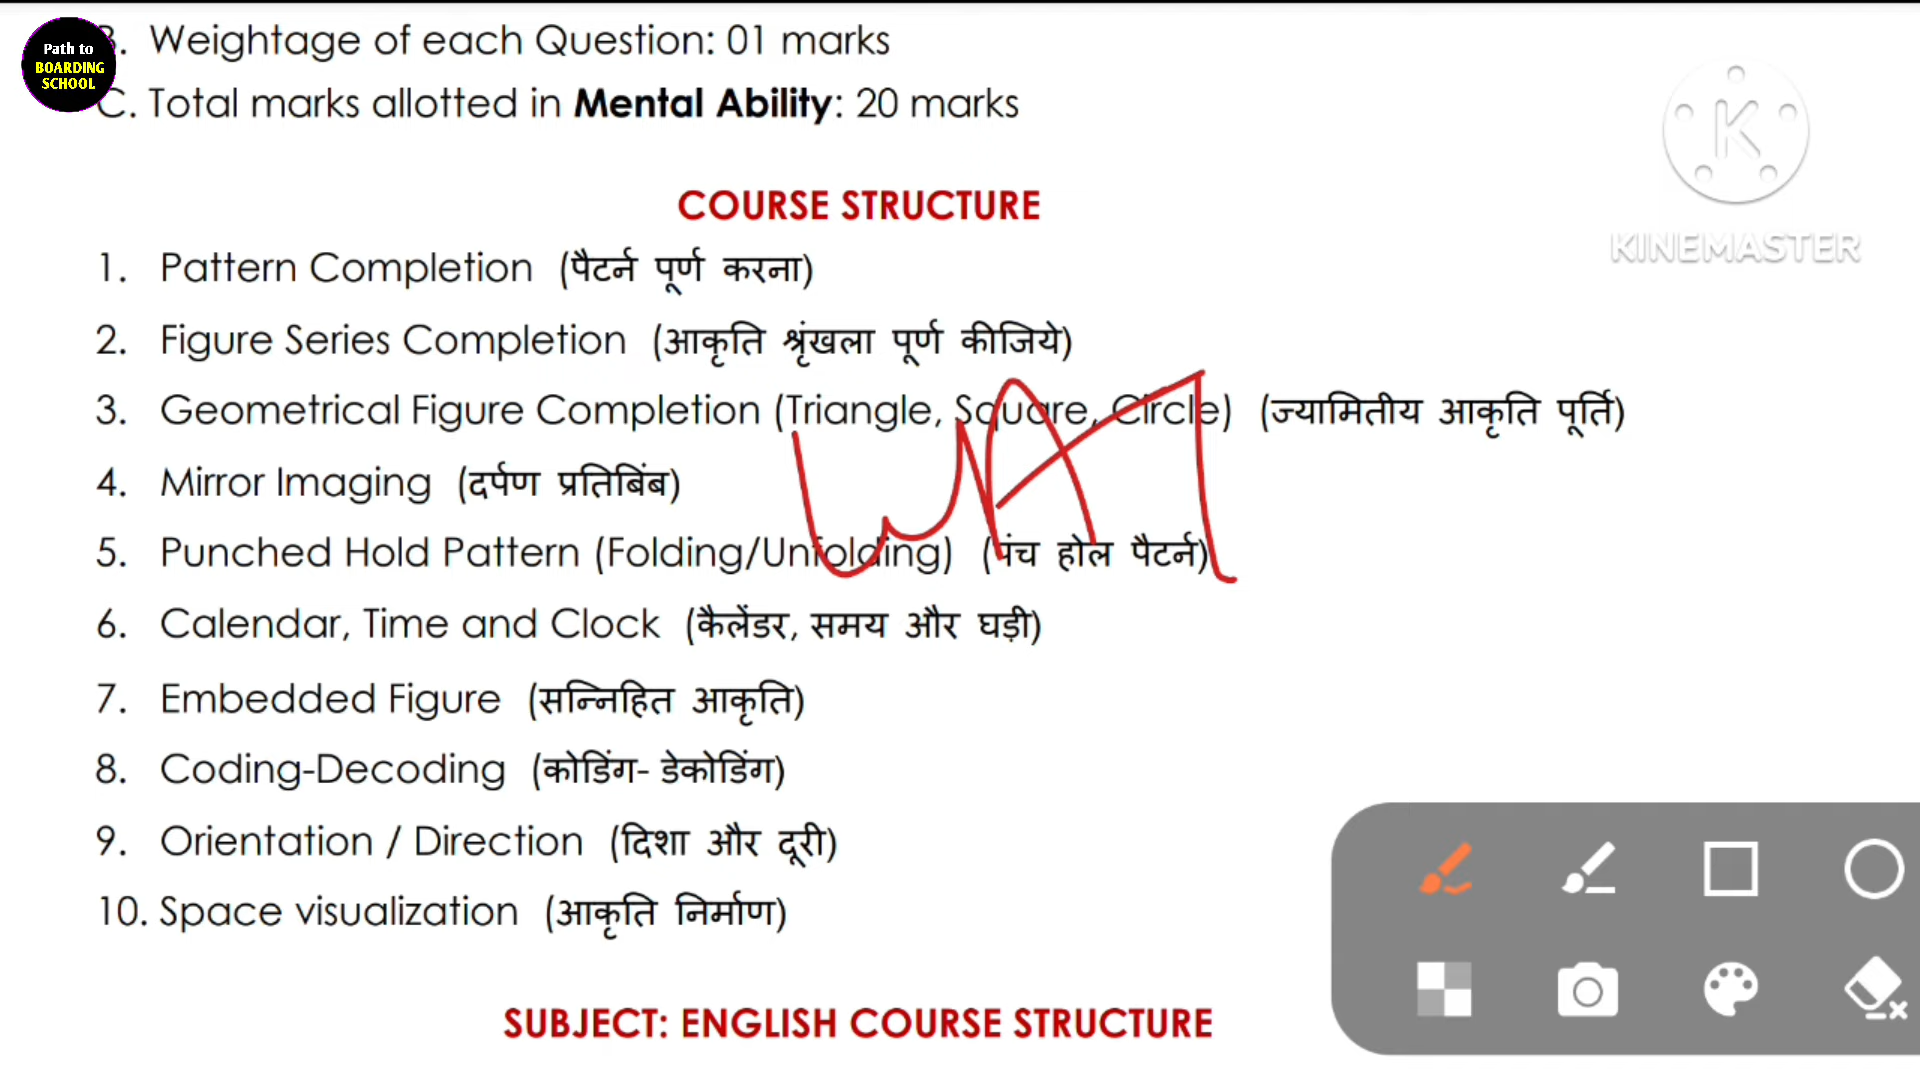 Path to
BOARDING
SCHOOL
B. Weightage of each Question: 01 marks
C. Total marks allotted in Mental Ability: 20 marks
K
KINEMASTER
COURSE STRUCTURE
1. Pattern Completion (पैटर्न पूर्ण करना)
2. Figure Series Completion (आकृति श्रृंखला पूर्ण कीजिये)
3. Geometrical Figure Completion (Triangle, Square, Circle) (ज्यामितीय आकृति पूर्ति)
4. Mirror Imaging (दर्पण प्रतिबिंब)
5. Punched Hold Pattern (Folding/Unfolding) (पंच होल पैटर्न)
6. Calendar, Time and Clock (कैलेंडर, समय और घड़ी)
7. Embedded Figure (सन्निहित आकृति)
8. Coding-Decoding (कोडिंग- डेकोडिंग)
9. Orientation / Direction (दिशा और दूरी)
10. Space visualization (आकृति निर्माण)
SUBJECT: ENGLISH COURSE STRUCTURE